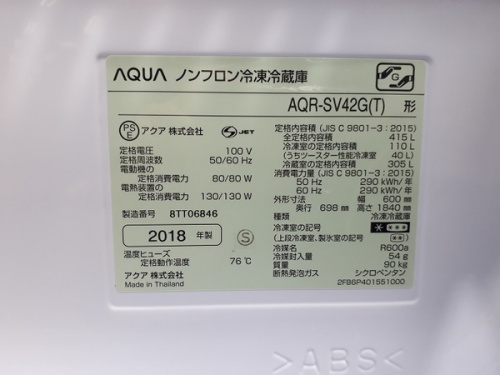 AQUA ノンフロン冷凍冷蔵庫
G
AQR-SV42G(T) 形
PS
E
アクア 株式会社
S JET
定格電圧 100 V
定格周波数 50/60 Hz
電動機の
定格消費電力 80/80 W
電熱装置の
定格消費電力 130/130 W
製造番号 8TT06846
2018 年製
S
温度ヒューズ
定格動作温度 76℃
アクア 株式会社
Made in Thailand
定格内容積 (JIS C 9801-3：2015)
全定格内容積 415 L
冷凍室の定格内容積 110 L
(うちツースター性能冷凍室 40 L)
冷蔵室の定格内容積 305 L
消費電力量 (JIS C 9801-3：2015)
50 Hz 290 kWh/年
60 Hz 290 kWh/年
外形寸法 幅 600 mm
奥行 698 mm 高さ 1840 mm
種類 冷凍冷蔵庫
冷凍室の記号
(上段冷凍室、製氷室の記号
冷媒名 R600a
冷媒封入量 54 g
質量 90 kg
断熱発泡ガス シクロペンタン
2FB6P401S51000
>ABS<